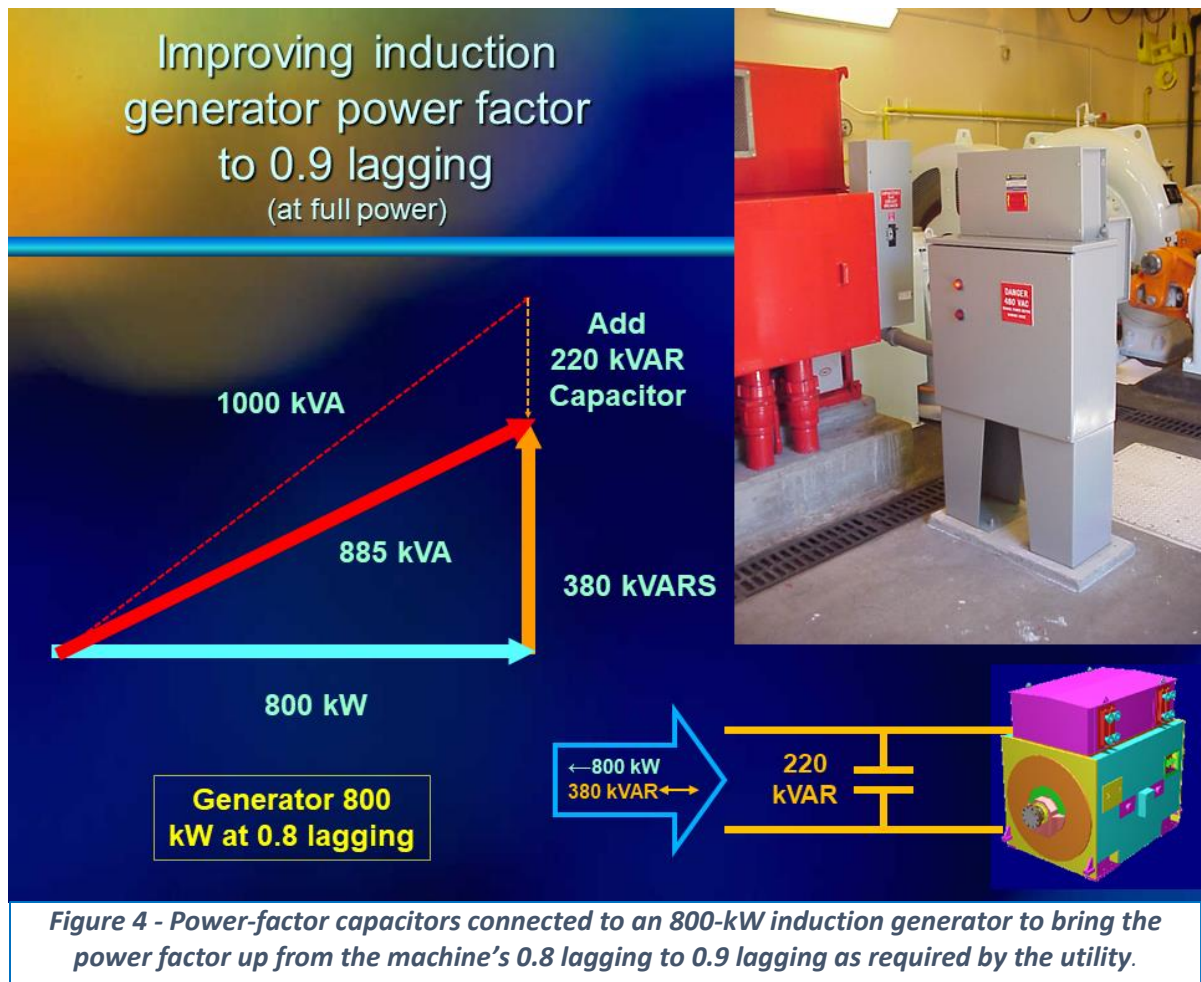 Improving induction
generator power factor
to 0.9 lagging
(at full power)
Add
220 kVAR
Capacitor
1000 kVA
885 kVA
380 kVARS
800 kW
Generator 800
kW at 0.8 lagging
←800 kW
380 kVAR↔
220
kVAR
DANGER
480 VAC
Figure 4 - Power-factor capacitors connected to an 800-kW induction generator to bring the
power factor up from the machine’s 0.8 lagging to 0.9 lagging as required by the utility.